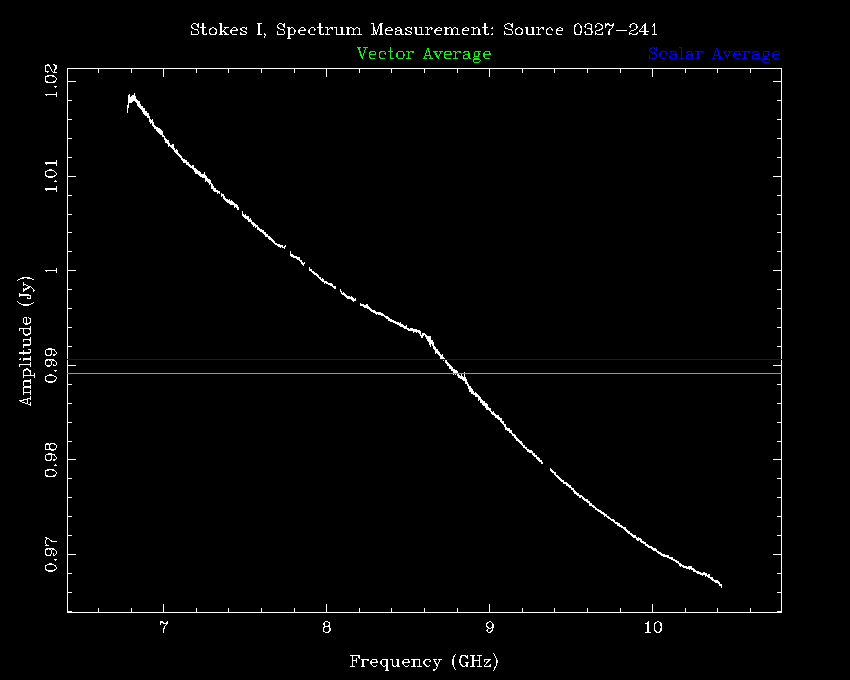 Stokes I, Spectrum Measurement: Source 0327−241
Vector Average Scalar Average
1.02
1.01
1
0.99
0.98
0.97
Amplitude (Jy)
7 8 9 10
Frequency (GHz)